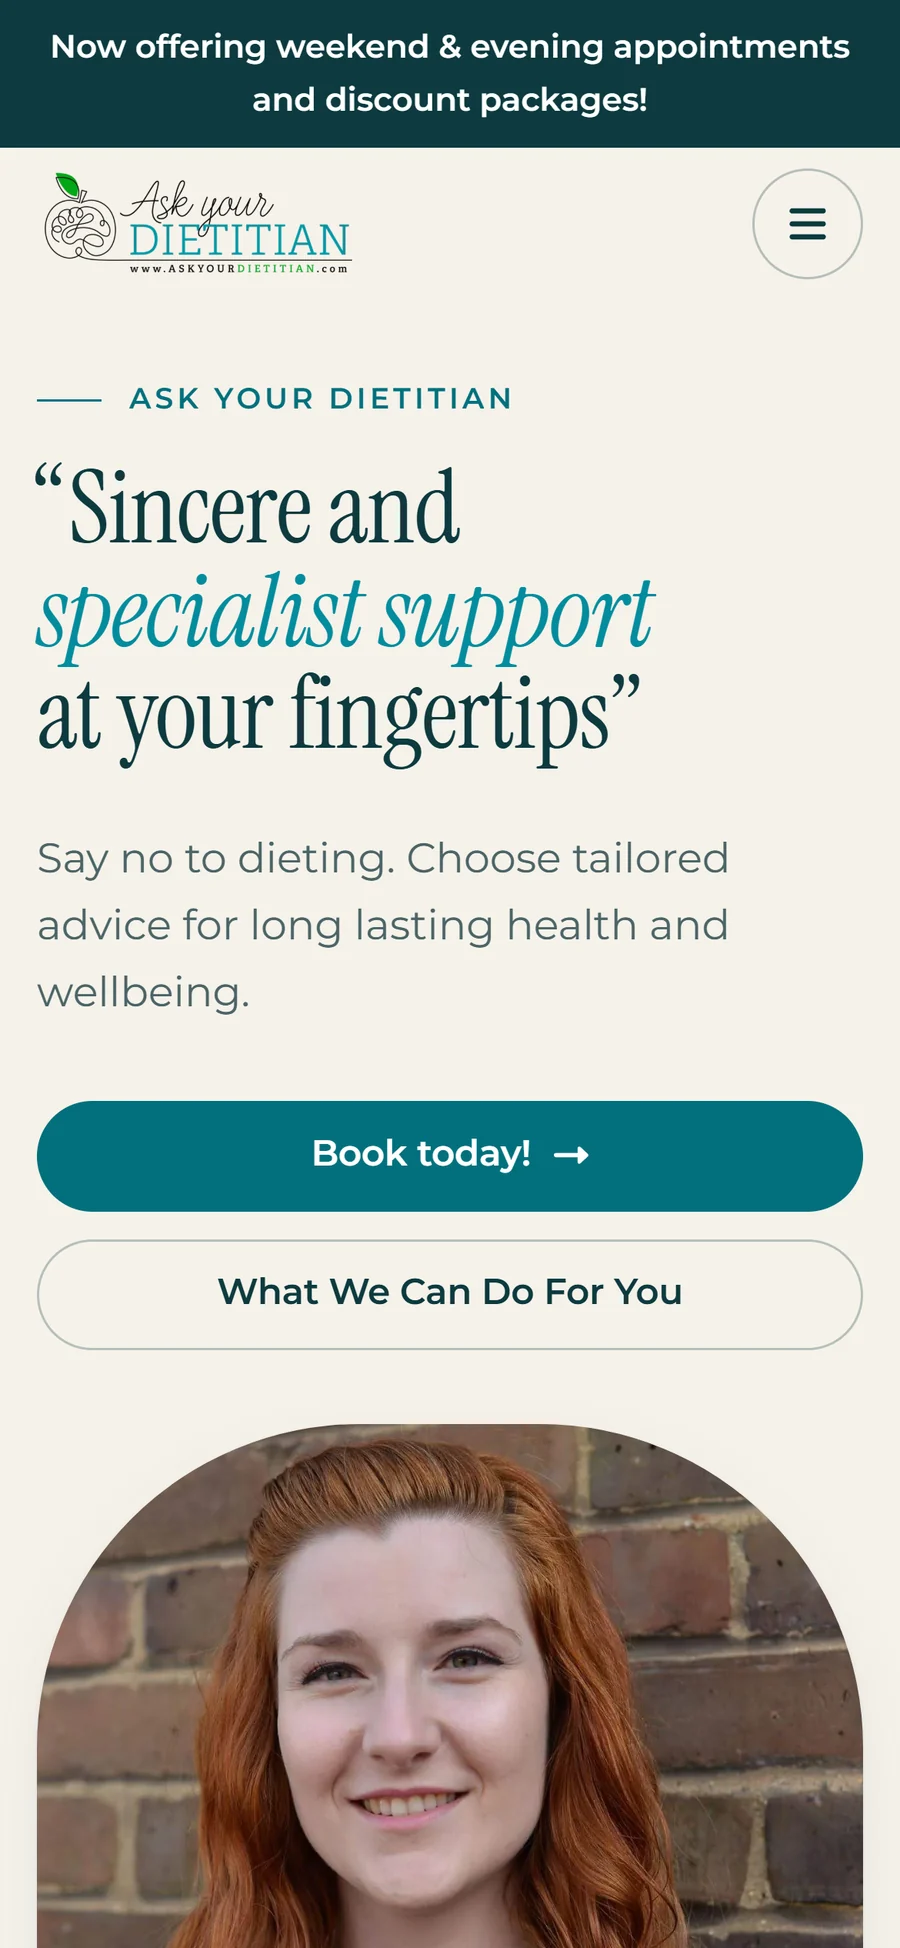 Now offering weekend & evening appointments
and discount packages!
Ask your
DIETITIAN
www.ASKYOURDIETITIAN.com
ASK YOUR DIETITIAN
“Sincere and
specialist support
at your fingertips”
Say no to dieting. Choose tailored
advice for long lasting health and
wellbeing.
Book today! →
What We Can Do For You